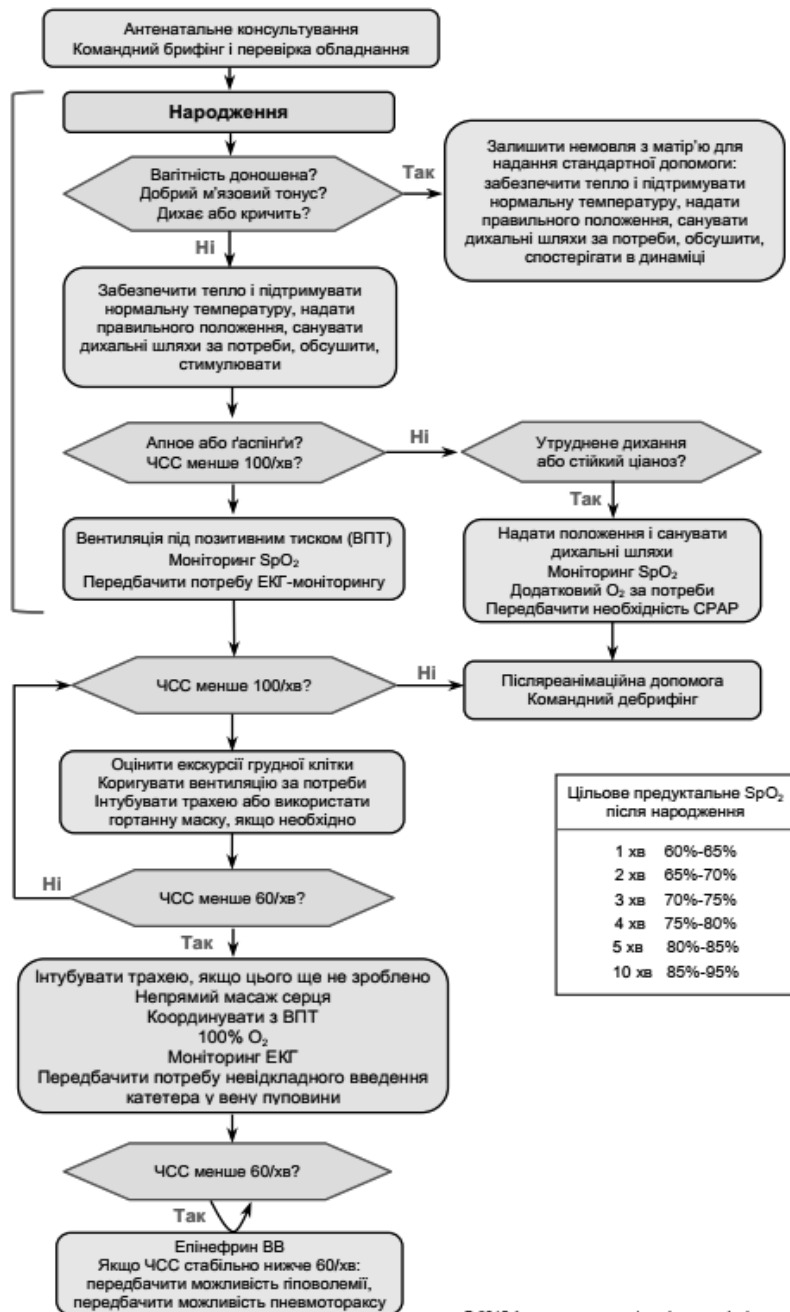 Антенатальне консультування
Командний брифінг і перевірка обладнання
Народження
Вагітність доношена?
Добрий м'язовий тонус?
Дихає або кричить?
Так
Залишити немовля з матір'ю для
надання стандартної допомоги:
забезпечити тепло і підтримувати
нормальну температуру, надати
правильного положення, санувати
дихальні шляхи за потреби, обсушити,
спостерігати в динаміці
Ні
Забезпечити тепло і підтримувати
нормальну температуру, надати
правильного положення, санувати
дихальні шляхи за потреби, обсушити,
стимулювати
Апное або ґаспінґи?
ЧСС менше 100/хв?
Ні
Утруднене дихання
або стійкий ціаноз?
Так
Вентиляція під позитивним тиском (ВПТ)
Моніторинг SpO₂
Передбачити потребу ЕКГ-моніторингу
Надати положення і санувати
дихальні шляхи
Моніторинг SpO₂
Додатковий O₂ за потреби
Передбачити необхідність CPAP
ЧСС менше 100/хв?
Ні
Післяреанімаційна допомога
Командний дебрифінг
Оцінити екскурсії грудної клітки
Коригувати вентиляцію за потреби
Інтубувати трахею або використати
гортанну маску, якщо необхідно
Цільове предуктальне SpO₂
після народження
1 хв 60%-65%
2 хв 65%-70%
3 хв 70%-75%
4 хв 75%-80%
5 хв 80%-85%
10 хв 85%-95%
Ні
ЧСС менше 60/хв?
Так
Інтубувати трахею, якщо цього ще не зроблено
Непрямий масаж серця
Координувати з ВПТ
100% O₂
Моніторинг ЕКГ
Передбачити потребу невідкладного введення
катетера у вену пуповини
ЧСС менше 60/хв?
Так
Епінефрин ВВ
Якщо ЧСС стабільно нижче 60/хв:
передбачити можливість гіповолемії,
передбачити можливість пневмотораксу